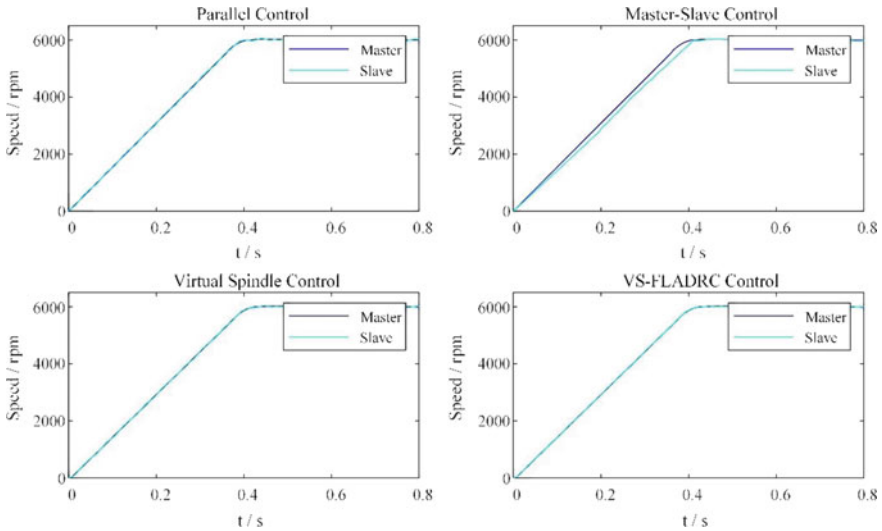 Parallel Control
Speed / rpm
6000
4000
2000
0
Master
Slave
0 0.2 0.4 0.6 0.8
t / s
Master-Slave Control
Speed / rpm
6000
4000
2000
0
Master
Slave
0 0.2 0.4 0.6 0.8
t / s
Virtual Spindle Control
Speed / rpm
6000
4000
2000
0
Master
Slave
0 0.2 0.4 0.6 0.8
t / s
VS-FLADRC Control
Speed / rpm
6000
4000
2000
0
Master
Slave
0 0.2 0.4 0.6 0.8
t / s